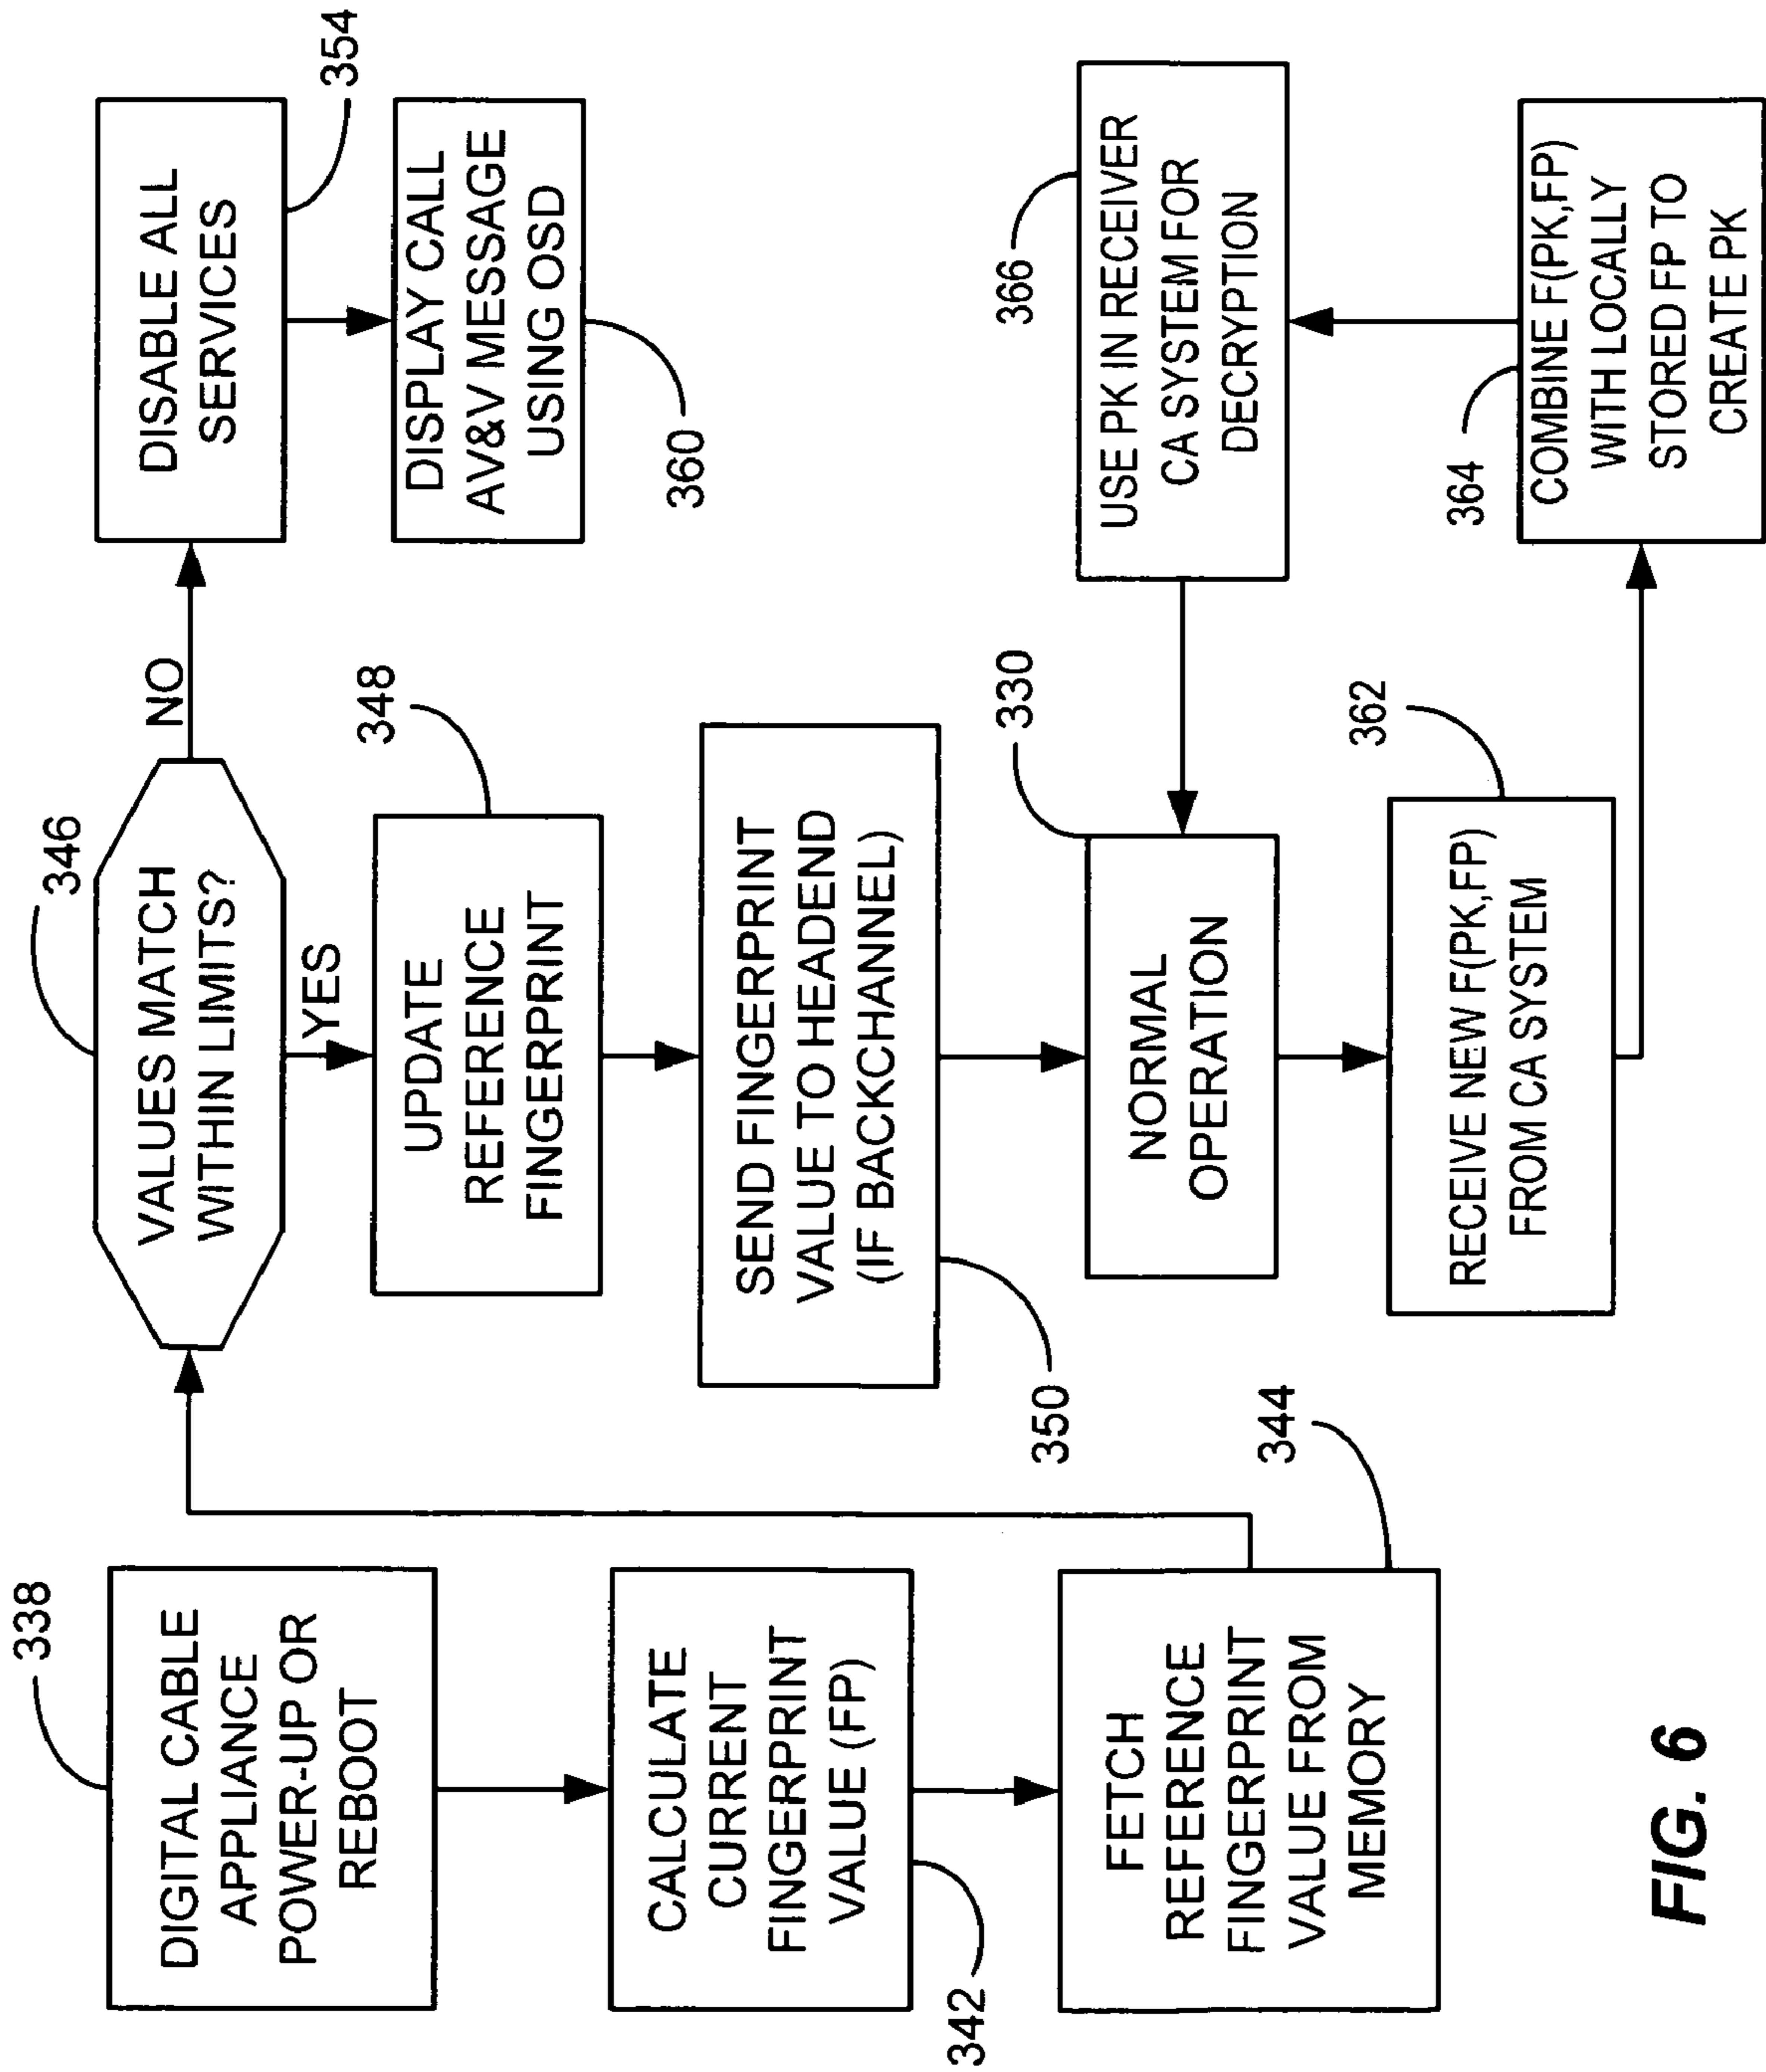 338
DIGITAL CABLE
APPLIANCE
POWER-UP OR
REBOOT
CALCULATE
CURRENT
FINGERPRINT
VALUE (FP)
342
FETCH
REFERENCE
FINGERPRINT
VALUE FROM
MEMORY
344
346
VALUES MATCH
WITHIN LIMITS?
NO
YES
DISABLE ALL
SERVICES
354
DISPLAY CALL
AV&V MESSAGE
USING OSD
360
348
UPDATE
REFERENCE
FINGERPRINT
SEND FINGERPRINT
VALUE TO HEADEND
(IF BACKCHANNEL)
350
330
NORMAL
OPERATION
362
RECEIVE NEW F(PK,FP)
FROM CA SYSTEM
364
COMBINE F(PK,FP)
WITH LOCALLY
STORED FP TO
CREATE PK
366
USE PK IN RECEIVER
CA SYSTEM FOR
DECRYPTION
FIG. 6